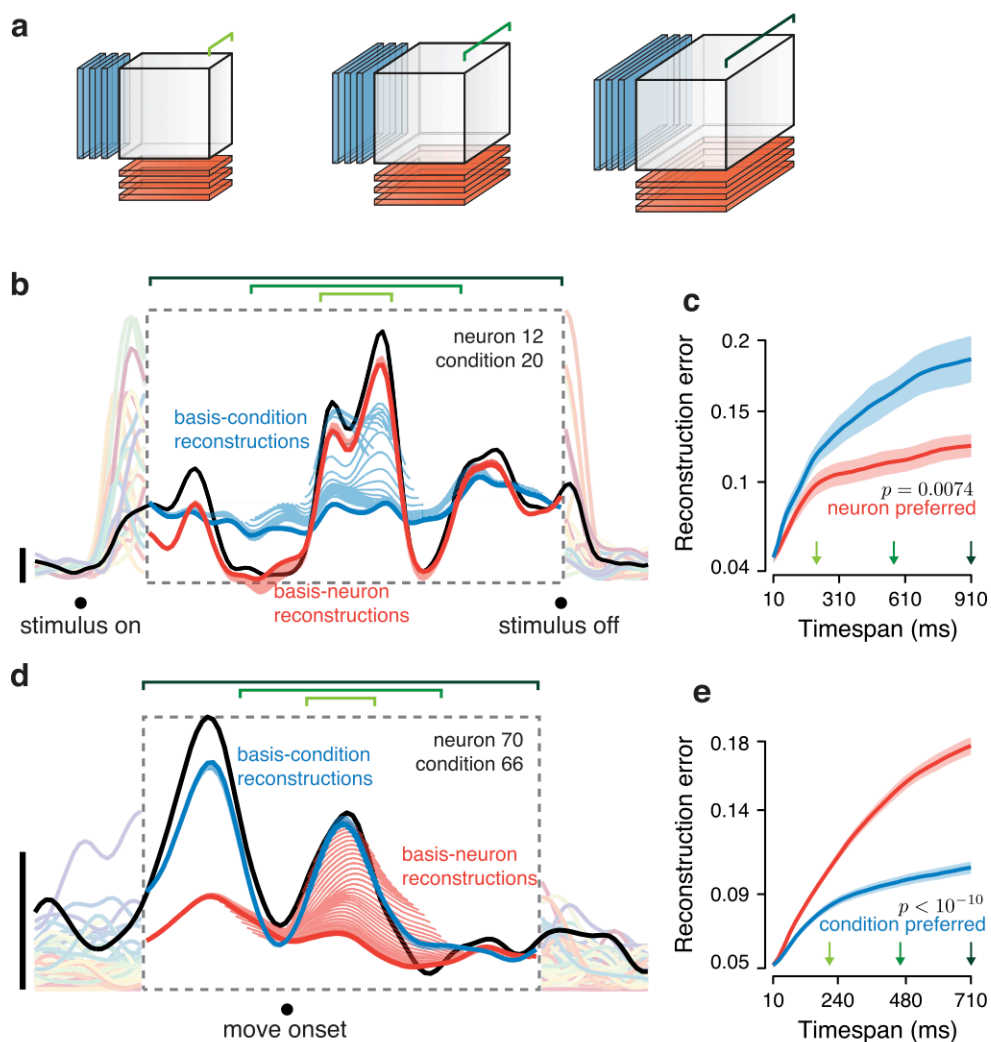 a
b
neuron 12
condition 20
basis-condition
reconstructions
basis-neuron
reconstructions
stimulus on
stimulus off
c
Reconstruction error
0.2
0.15
0.1
0.04
p = 0.0074
neuron preferred
10 310 610 910
Timespan (ms)
d
neuron 70
condition 66
basis-condition
reconstructions
basis-neuron
reconstructions
move onset
e
Reconstruction error
0.18
0.14
0.09
0.05
p < 10⁻¹⁰
condition preferred
10 240 480 710
Timespan (ms)